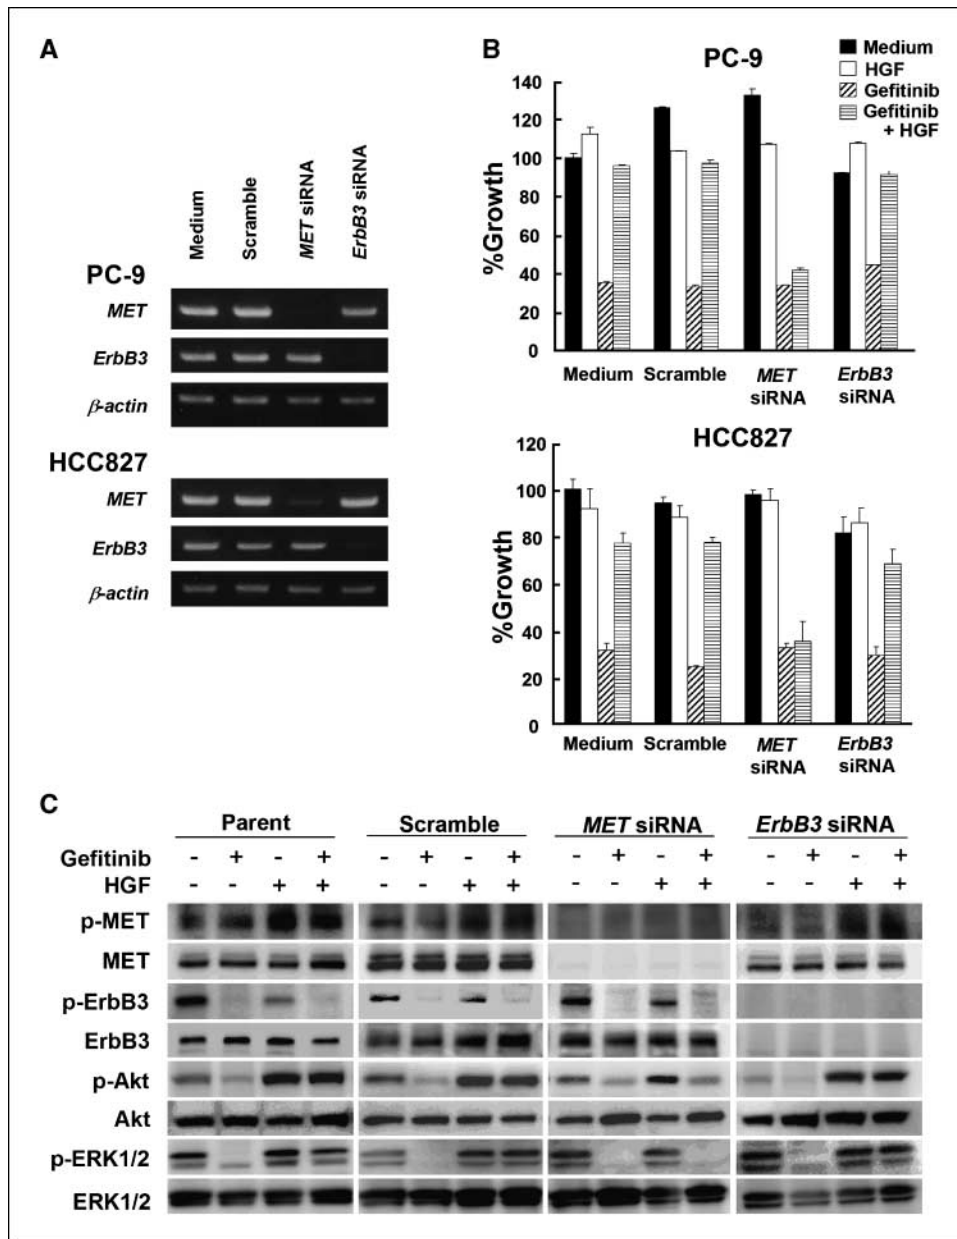 A
Medium
Scramble
MET siRNA
ErbB3 siRNA
PC-9
MET
ErbB3
β-actin
HCC827
MET
ErbB3
β-actin
B
PC-9
Medium
HGF
Gefitinib
Gefitinib
+ HGF
%Growth
140
120
100
80
60
40
20
0
Medium Scramble MET siRNA ErbB3 siRNA
HCC827
%Growth
120
100
80
60
40
20
0
Medium Scramble MET siRNA ErbB3 siRNA
C
Parent Scramble MET siRNA ErbB3 siRNA
Gefitinib - + - + - + - + - + - + - + - +
HGF - - + + - - + + - - + + - - + +
p-MET
MET
p-ErbB3
ErbB3
p-Akt
Akt
p-ERK1/2
ERK1/2